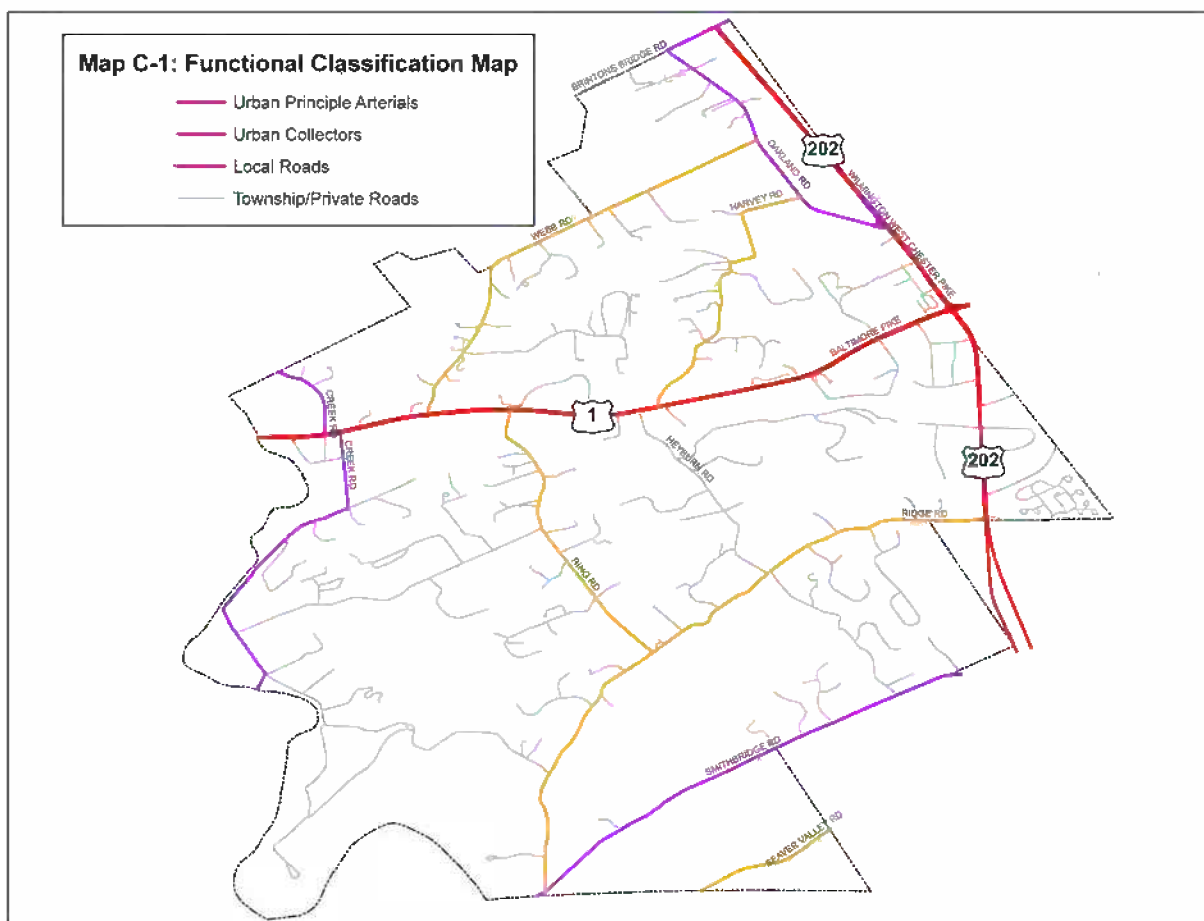 Map C-1: Functional Classification Map
Urban Principle Arterials
Urban Collectors
Local Roads
Township/Private Roads
BRINTONS BRIDGE RD
202
OAKLAND RD
WILMINGTON WEST CHESTER PIKE
HARVEY RD
WEBB RD
BALTIMORE PIKE
1
CREEK RD
CREEK RD
HEYBURN RD
202
RIDGE RD
RING RD
SMITHBRIDGE RD
BEAVER VALLEY RD